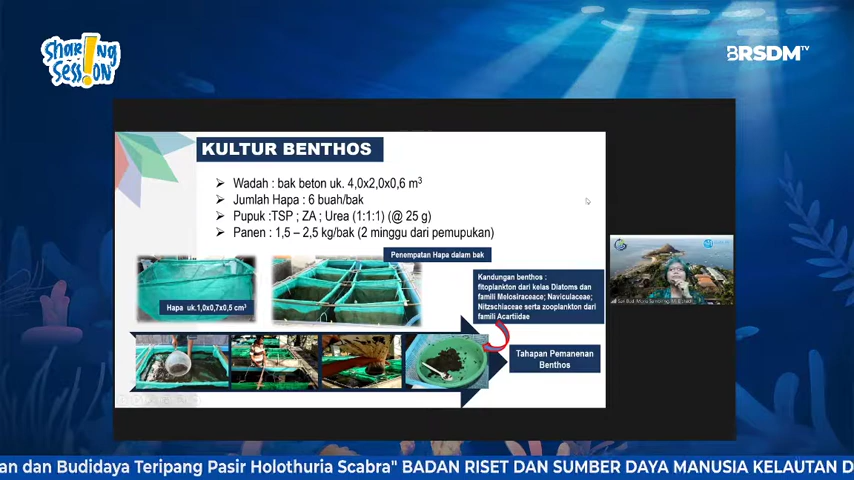 Sharing
Session
BRSDM TV
KULTUR BENTHOS
➢ Wadah : bak beton uk. 4,0x2,0x0,6 m³
➢ Jumlah Hapa : 6 buah/bak
➢ Pupuk :TSP ; ZA ; Urea (1:1:1) (@ 25 g)
➢ Panen : 1,5 – 2,5 kg/bak (2 minggu dari pemupukan)
Penempatan Hapa dalam bak
Hapa uk.1,0x0,7x0,5 cm³
Kandungan benthos :
fitoplankton dari kelas Diatoms dan
famili Melosiraceace; Naviculaceae;
Nitzschiaceae serta zooplankton dari
famili Acartiidae
Tahapan Pemanenan
Benthos
an dan Budidaya Teripang Pasir Holothuria Scabra" BADAN RISET DAN SUMBER DAYA MANUSIA KELAUTAN D